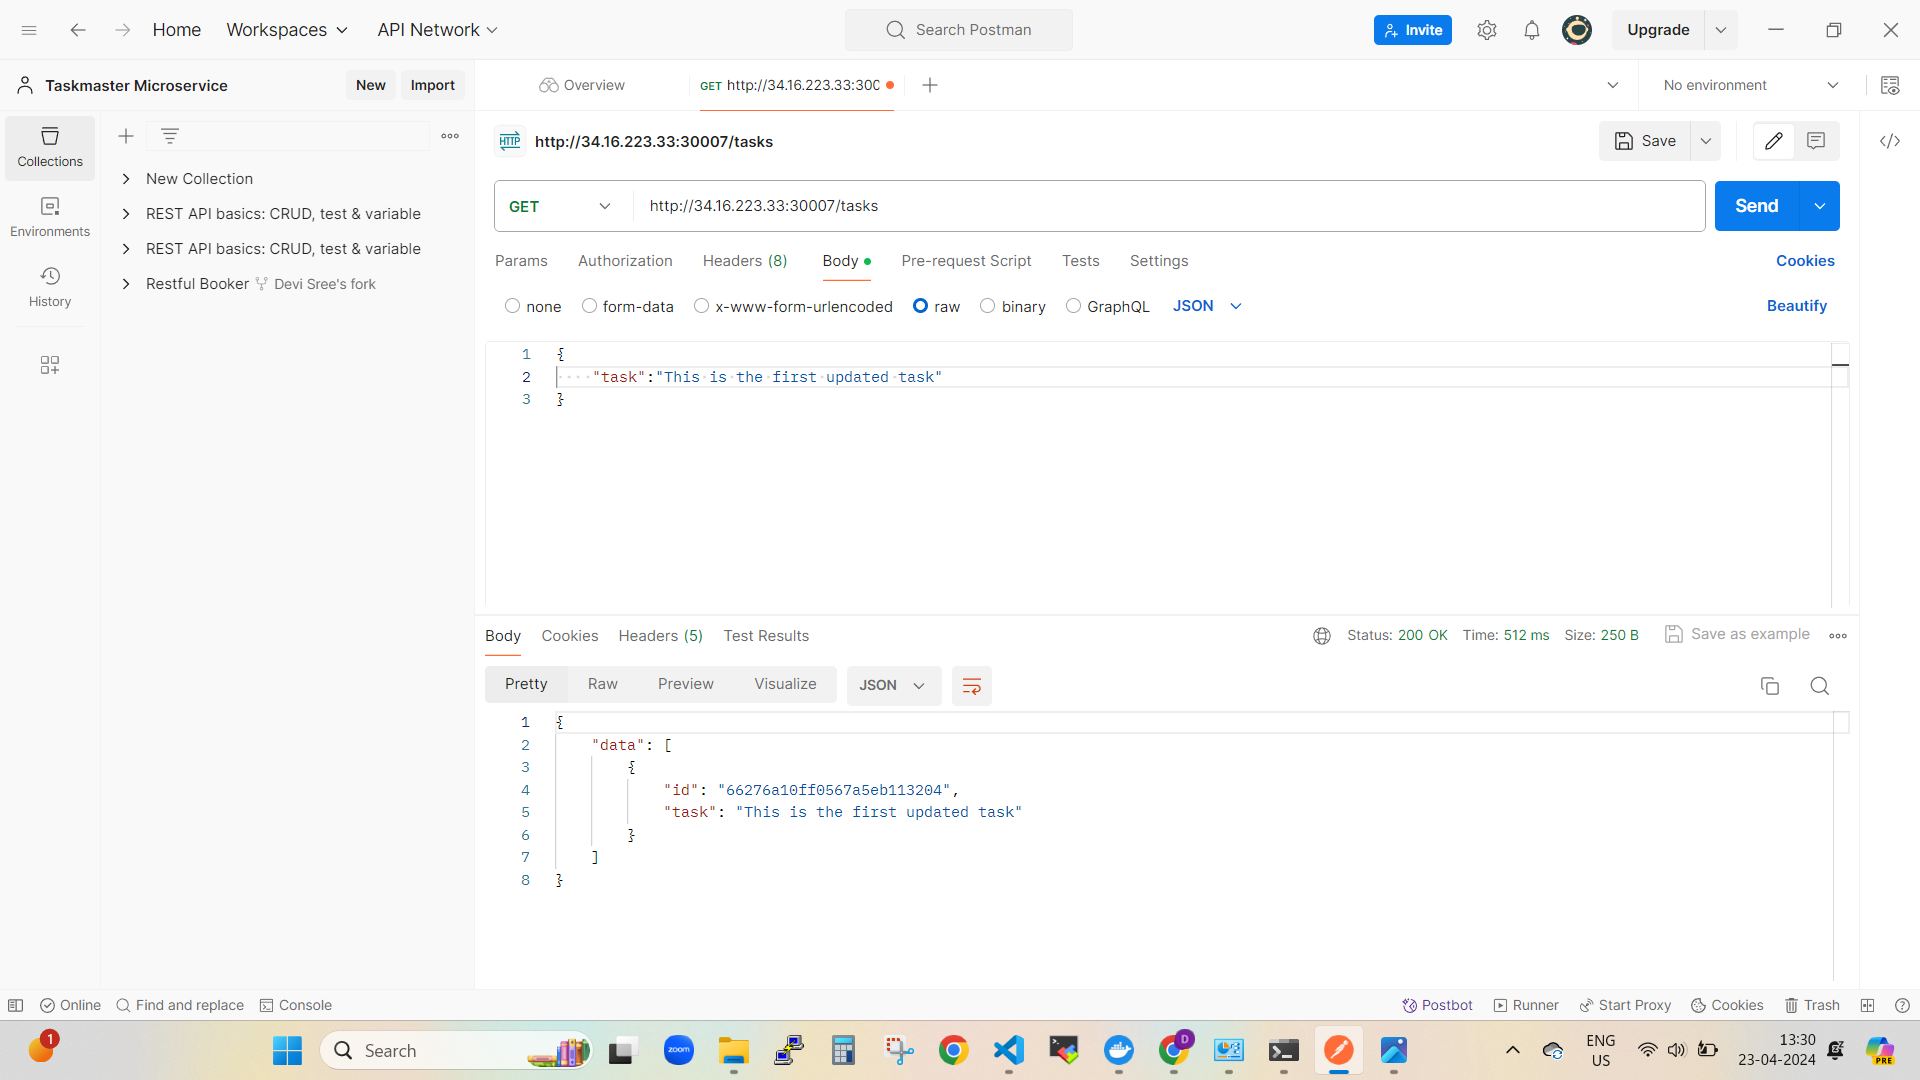 Home Workspaces API Network Search Postman Invite Upgrade
Taskmaster Microservice New Import Overview GET http://34.16.223.33:300 No environment
HTTP http://34.16.223.33:30007/tasks Save
Collections
New Collection
REST API basics: CRUD, test & variable
REST API basics: CRUD, test & variable
Restful Booker Devi Sree's fork
Environments
History
GET http://34.16.223.33:30007/tasks Send
Params Authorization Headers (8) Body Pre-request Script Tests Settings Cookies
none form-data x-www-form-urlencoded raw binary GraphQL JSON Beautify
1 {
2 "task":"This is the first updated task"
3 }
Body Cookies Headers (5) Test Results Status: 200 OK Time: 512 ms Size: 250 B Save as example
Pretty Raw Preview Visualize JSON
1 {
2 "data": [
3 {
4 "id": "66276a10ff0567a5eb113204",
5 "task": "This is the first updated task"
6 }
7 ]
8 }
Online Find and replace Console Postbot Runner Start Proxy Cookies Trash
1 Search zoom D ENG 13:30
US 23-04-2024 PRE